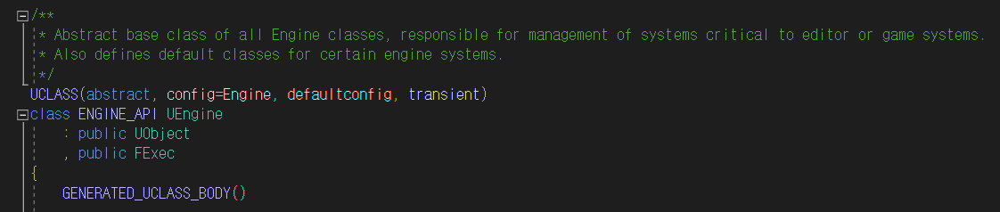 /**
* Abstract base class of all Engine classes, responsible for management of systems critical to editor or game systems.
* Also defines default classes for certain engine systems.
*/
UCLASS(abstract, config=Engine, defaultconfig, transient)
class ENGINE_API UEngine
: public UObject
, public FExec
{
GENERATED_UCLASS_BODY()